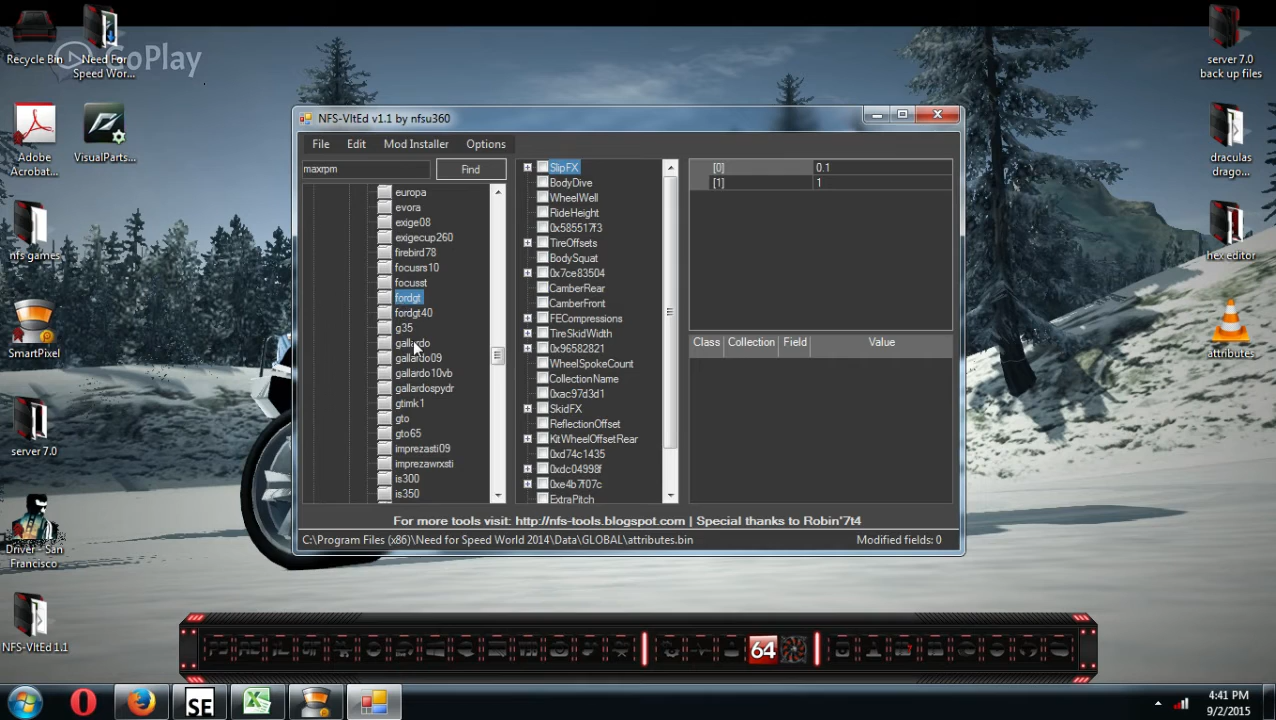 Recycle Bin
Need For
Speed Wor...
GoPlay
Adobe
Acrobat...
VisualParts...
nfs games
SmartPixel
server 7.0
Driver - San
Francisco
NFS-VltEd 1.1
server 7.0
back up files
draculas
drago...
hex editor
attributes
NFS-VltEd v1.1 by nfsu360
File Edit Mod Installer Options
maxrpm
Find
europa
evora
exige08
exigecup260
firebird78
focusrs10
focusst
fordgt
fordgt40
g35
gallardo
gallardo09
gallardo10vb
gallardospydr
gtimk1
gto
gto65
imprezasti09
imprezawrxsti
is300
is350
SlipFX
BodyDive
WheelWell
RideHeight
0x585517f3
TireOffsets
BodySquat
0x7ce83504
CamberRear
CamberFront
FECompressions
TireSkidWidth
0x96582821
WheelSpokeCount
CollectionName
0xac97d3d1
SkidFX
ReflectionOffset
KitWheelOffsetRear
0xd74c1435
0xdc04998f
0xe4b7f07c
ExtraPitch
[0] 0.1
[1] 1
Class Collection Field Value
For more tools visit: http://nfs-tools.blogspot.com | Special thanks to Robin*7t4
C:\Program Files (x86)\Need for Speed World 2014\Data\GLOBAL\attributes.bin
Modified fields: 0
64
SE
4:41 PM
9/2/2015